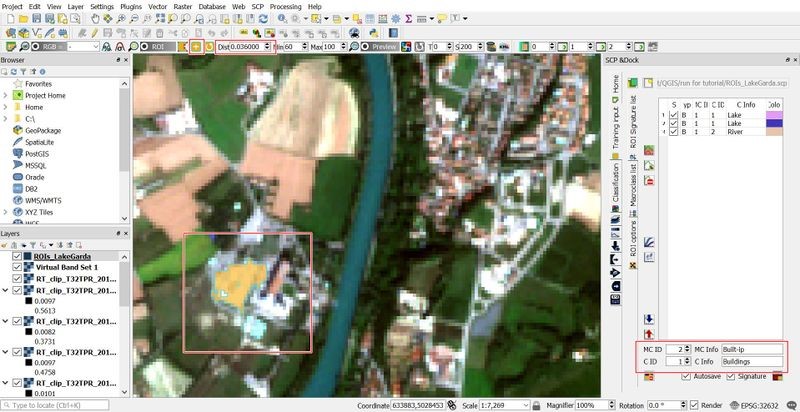 Project Edit View Layer Settings Plugins Vector Raster Database Web SCP Processing Help
RGB = - ROI Dist 0.036000 Min 60 Max 100 Preview T 0 S 200 0 1 2
Browser
Favorites
Project Home
Home
C:\
GeoPackage
SpatiaLite
PostGIS
MSSQL
Oracle
DB2
WMS/WMTS
XYZ Tiles
WCS
Layers
ROIs_LakeGarda
Virtual Band Set 1
RT_clip_T32TPR_201...
RT_clip_T32TPR_201...
0.0097
0.5613
RT_clip_T32TPR_201...
0.0082
0.3731
RT_clip_T32TPR_201...
0.0097
0.4758
RT_clip_T32TPR_201...
0.0101
SCP &Dock
Home
Training input
Classification
ROI Signature list
Macroclass list
ROI options
t/QGIS/run for tutorial/ROIs_LakeGarda.scp
S yp MC II C ID C Info Colo
1 B 1 1 Lake
B 1 1 Lake
B 1 2 River
MC ID 2 MC Info Built-ip
C ID 1 C Info Buildings
Autosave Signature
Type to locate (Ctrl+K) Coordinate 633883,5028453 Scale 1:7,269 Magnifier 100% Rotation 0.0 ° Render EPSG:32632